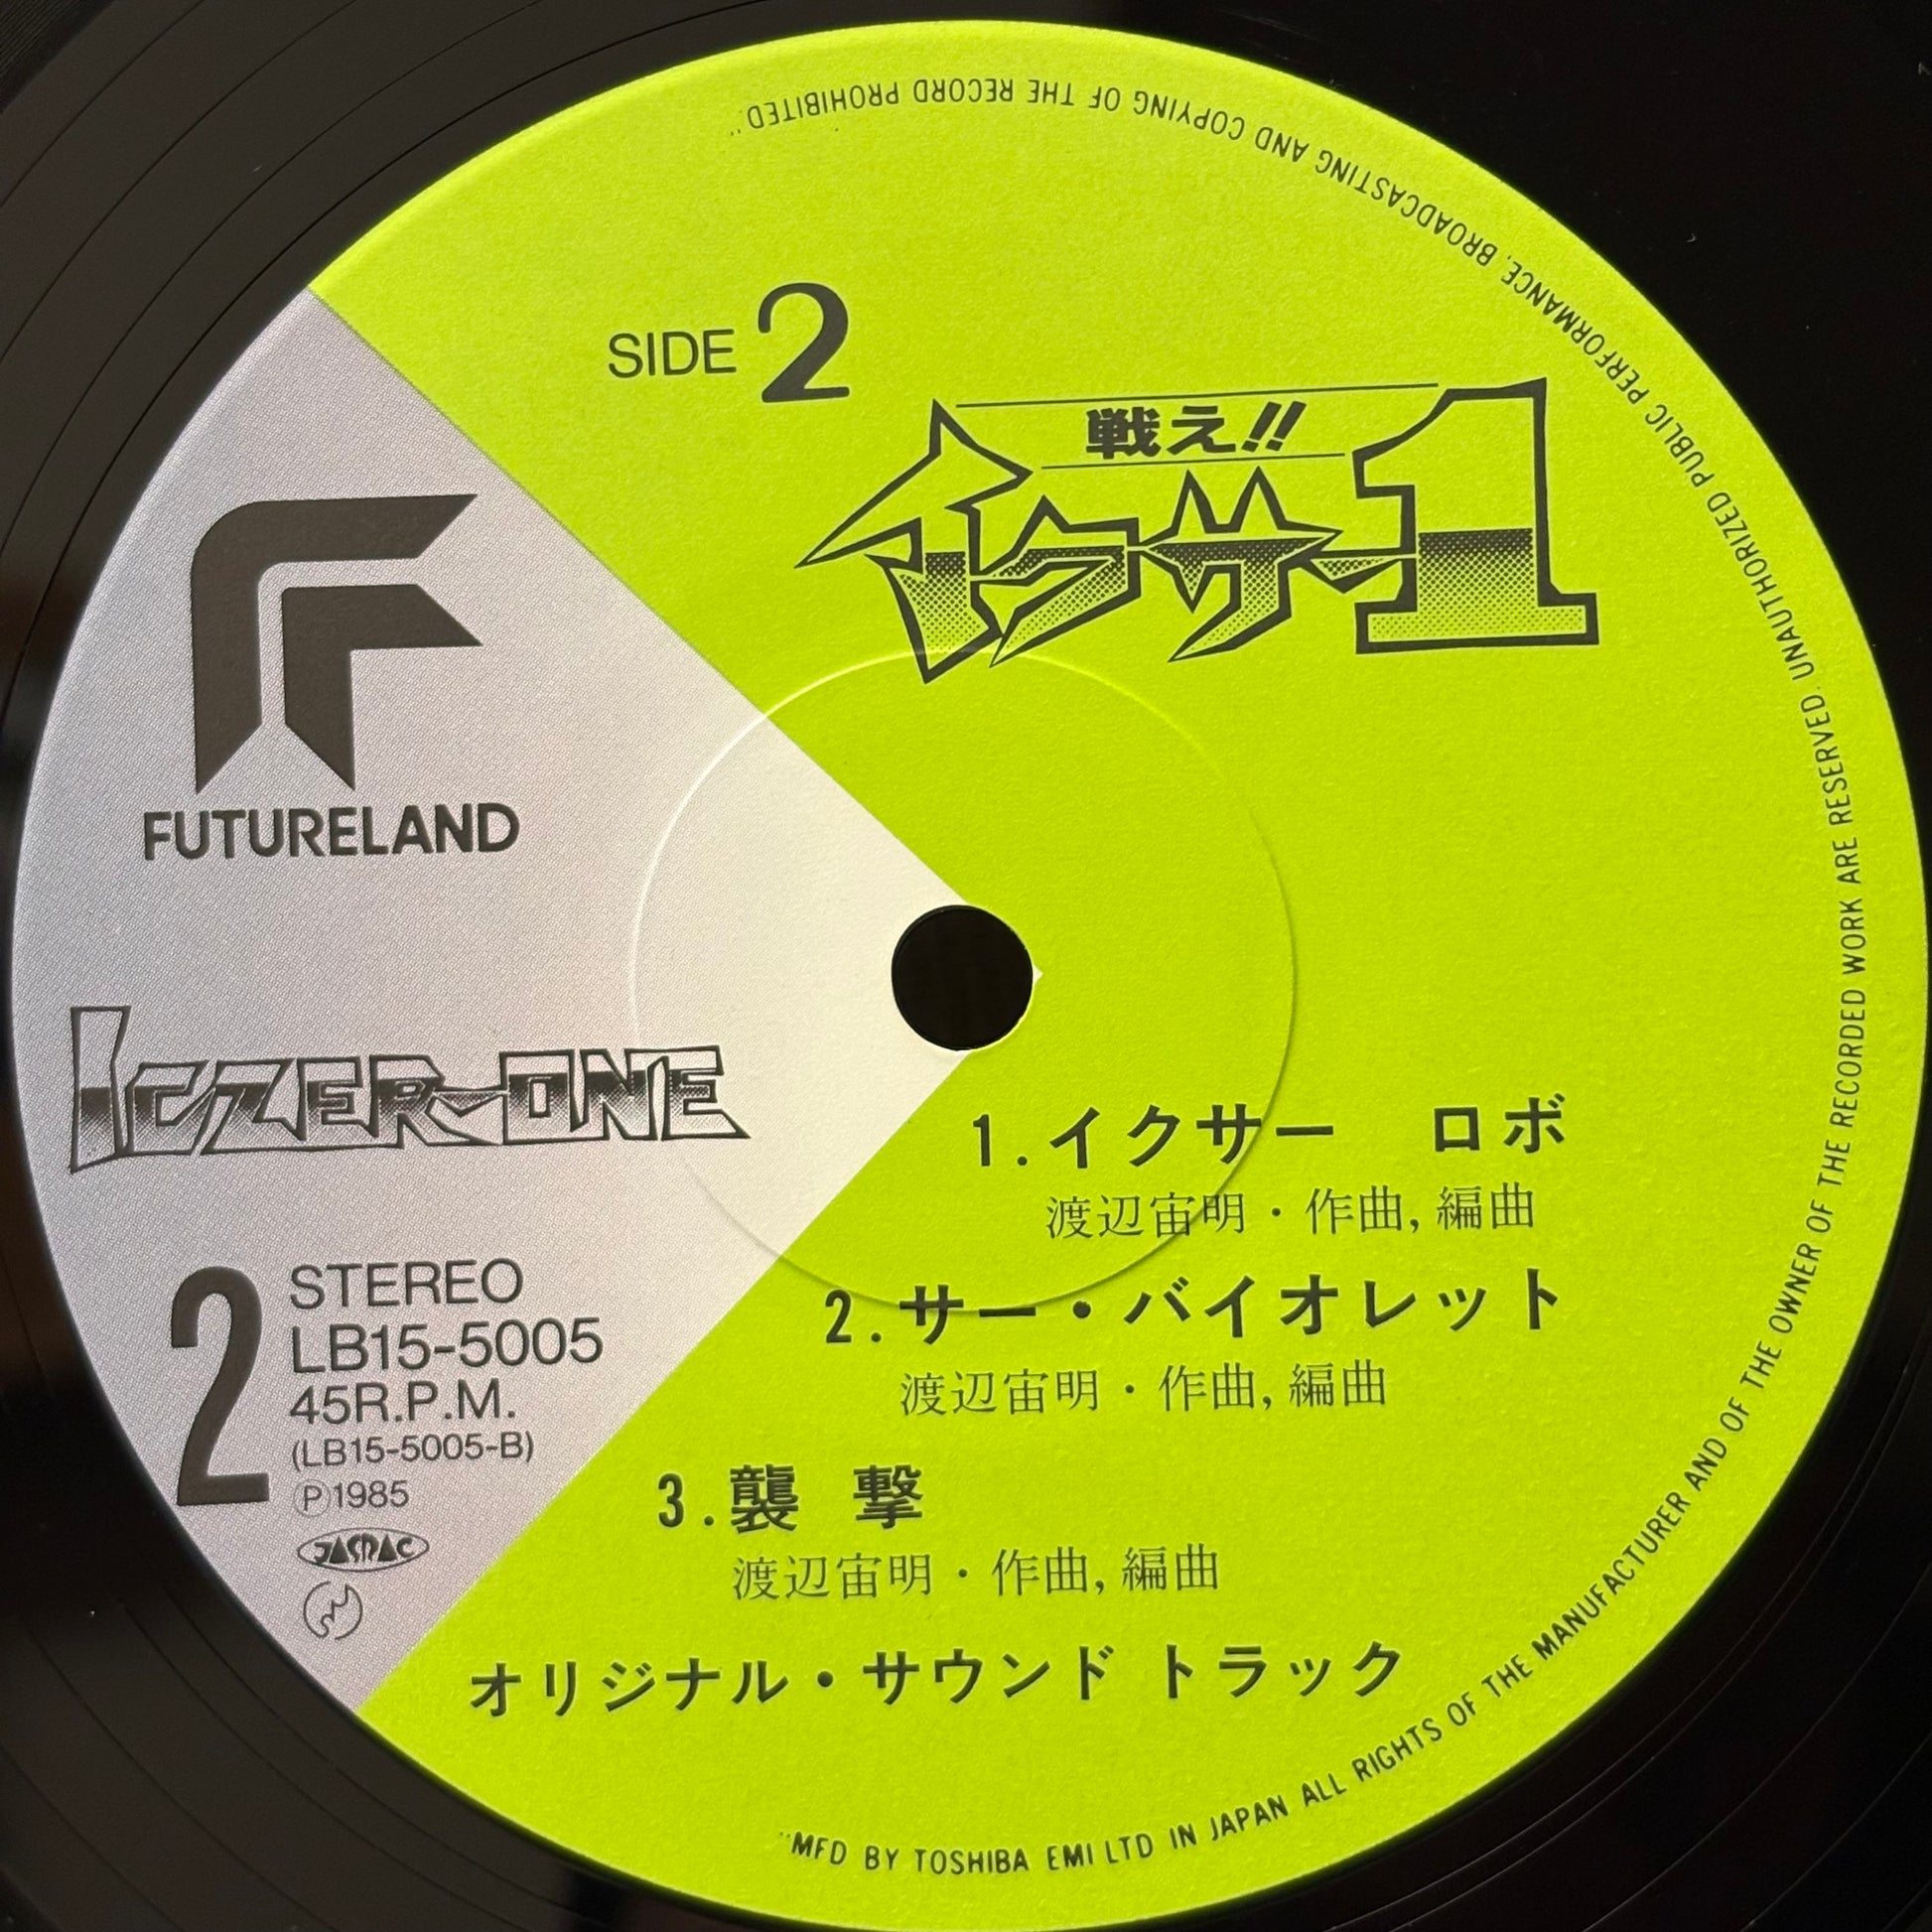 SIDE 2
戦え!!
イクサー1
FUTURELAND
ICZER-ONE
2
STEREO
LB15-5005
45R.P.M.
(LB15-5005-B)
Ⓟ1985
JASRAC
1.イクサー ロボ
渡辺宙明・作曲,編曲
2.サー・バイオレット
渡辺宙明・作曲,編曲
3.襲 撃
渡辺宙明・作曲,編曲
オリジナル・サウンド トラック
"MFD BY TOSHIBA EMI LTD IN JAPAN ALL RIGHTS OF THE MANUFACTURER AND OF THE OWNER OF THE RECORDED WORK ARE RESERVED. UNAUTHORIZED PUBLIC PERFORMANCE, BROADCASTING AND COPYING OF THE RECORD PROHIBITED."